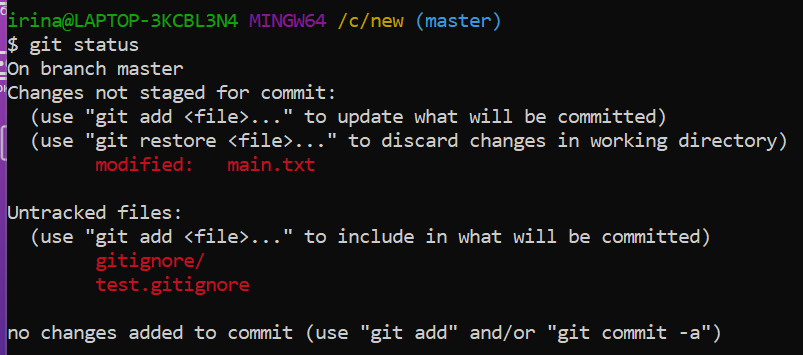 irina@LAPTOP-3KCBL3N4 MINGW64 /c/new (master)
$ git status
On branch master
Changes not staged for commit:
  (use "git add <file>..." to update what will be committed)
  (use "git restore <file>..." to discard changes in working directory)
        modified:   main.txt

Untracked files:
  (use "git add <file>..." to include in what will be committed)
        gitignore/
        test.gitignore

no changes added to commit (use "git add" and/or "git commit -a")